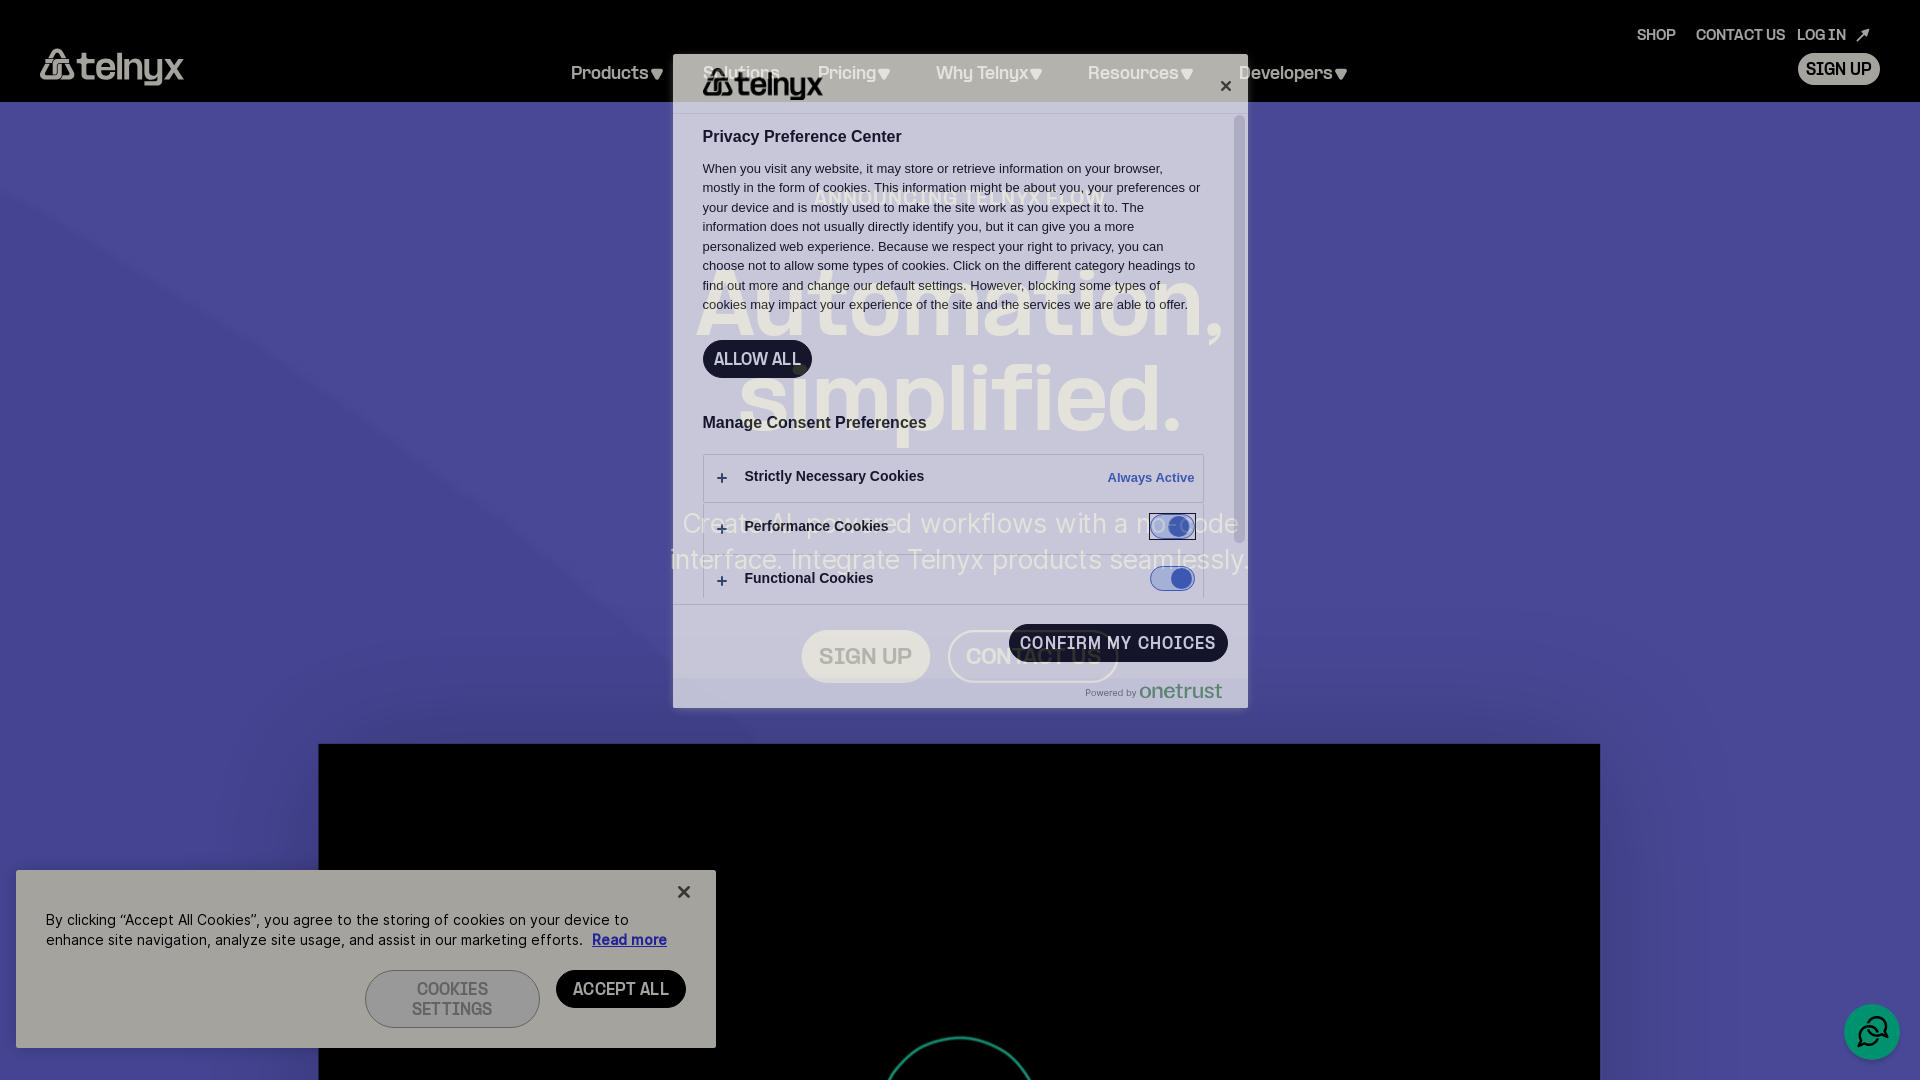 SHOP CONTACT US LOG IN
telnyx Products Solutions Pricing Why Telnyx Resources Developers SIGN UP
telnyx
Privacy Preference Center
When you visit any website, it may store or retrieve information on your browser,
mostly in the form of cookies. This information might be about you, your preferences or
your device and is mostly used to make the site work as you expect it to. The
information does not usually directly identify you, but it can give you a more
personalized web experience. Because we respect your right to privacy, you can
choose not to allow some types of cookies. Click on the different category headings to
find out more and change our default settings. However, blocking some types of
cookies may impact your experience of the site and the services we are able to offer.
ANNOUNCING TELNYX FLOW
Automation,
simplified.
ALLOW ALL
Manage Consent Preferences
Strictly Necessary Cookies Always Active
Performance Cookies
Functional Cookies
Create AI-powered workflows with a no-code
interface. Integrate Telnyx products seamlessly.
SIGN UP CONTACT US
CONFIRM MY CHOICES
Powered by onetrust
By clicking “Accept All Cookies”, you agree to the storing of cookies on your device to
enhance site navigation, analyze site usage, and assist in our marketing efforts. Read more
COOKIES
SETTINGS
ACCEPT ALL